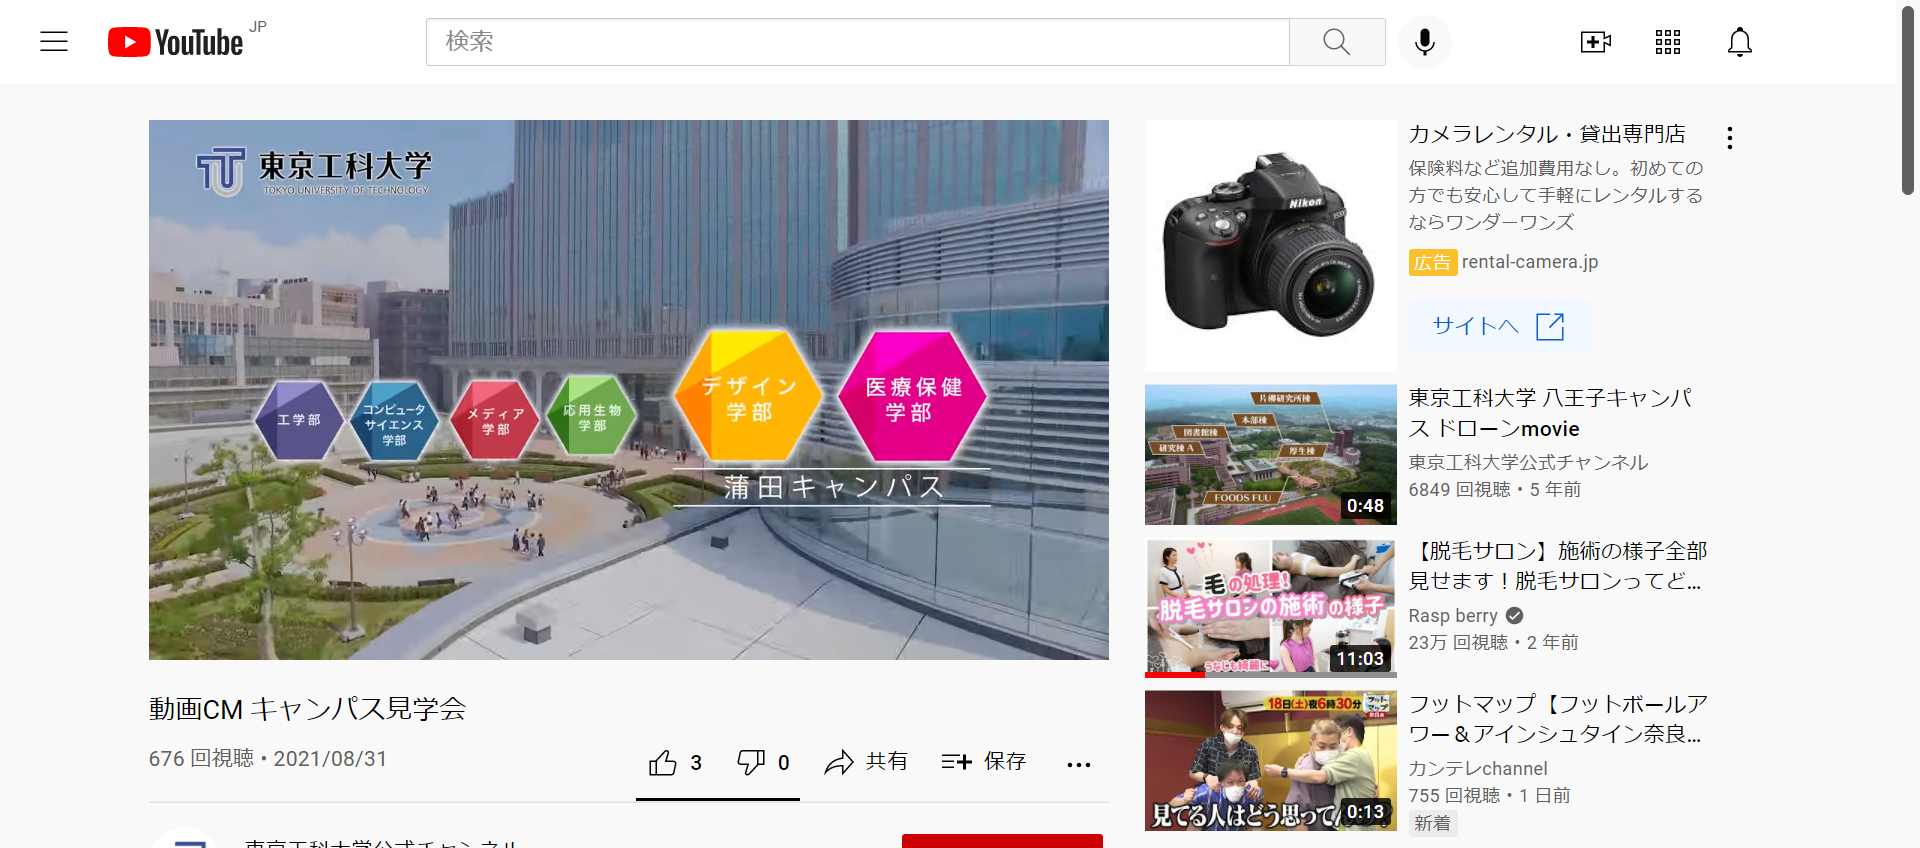 YouTube JP
検索
東京工科大学
TOKYO UNIVERSITY OF TECHNOLOGY
工学部
コンピュータ
サイエンス
学部
メディア
学部
応用生物
学部
デザイン
学部
医療保健
学部
蒲田キャンパス
動画CM キャンパス見学会
676 回視聴・2021/08/31
3
0
共有
保存
東京工科大学公式チャンネル
Nikon
カメラレンタル・貸出専門店
保険料など追加費用なし。初めての
方でも安心して手軽にレンタルする
ならワンダーワンズ
広告 rental-camera.jp
サイトへ
片柳研究所棟
本部棟
図書館棟
研究棟 A
厚生棟
FOODS FUU
0:48
東京工科大学 八王子キャンパ
ス ドローンmovie
東京工科大学公式チャンネル
6849 回視聴・5 年前
毛の処理!
脱毛サロンの施術の様子
うなじも綺麗に
11:03
【脱毛サロン】施術の様子全部
見せます！脱毛サロンってど...
Rasp berry
23万 回視聴・2 年前
18日(土)夜6時30分
フットマップ
見てる人はどう思って
0:13
フットマップ【フットボールア
ワー＆アインシュタイン奈良...
カンテレchannel
755 回視聴・1 日前
新着